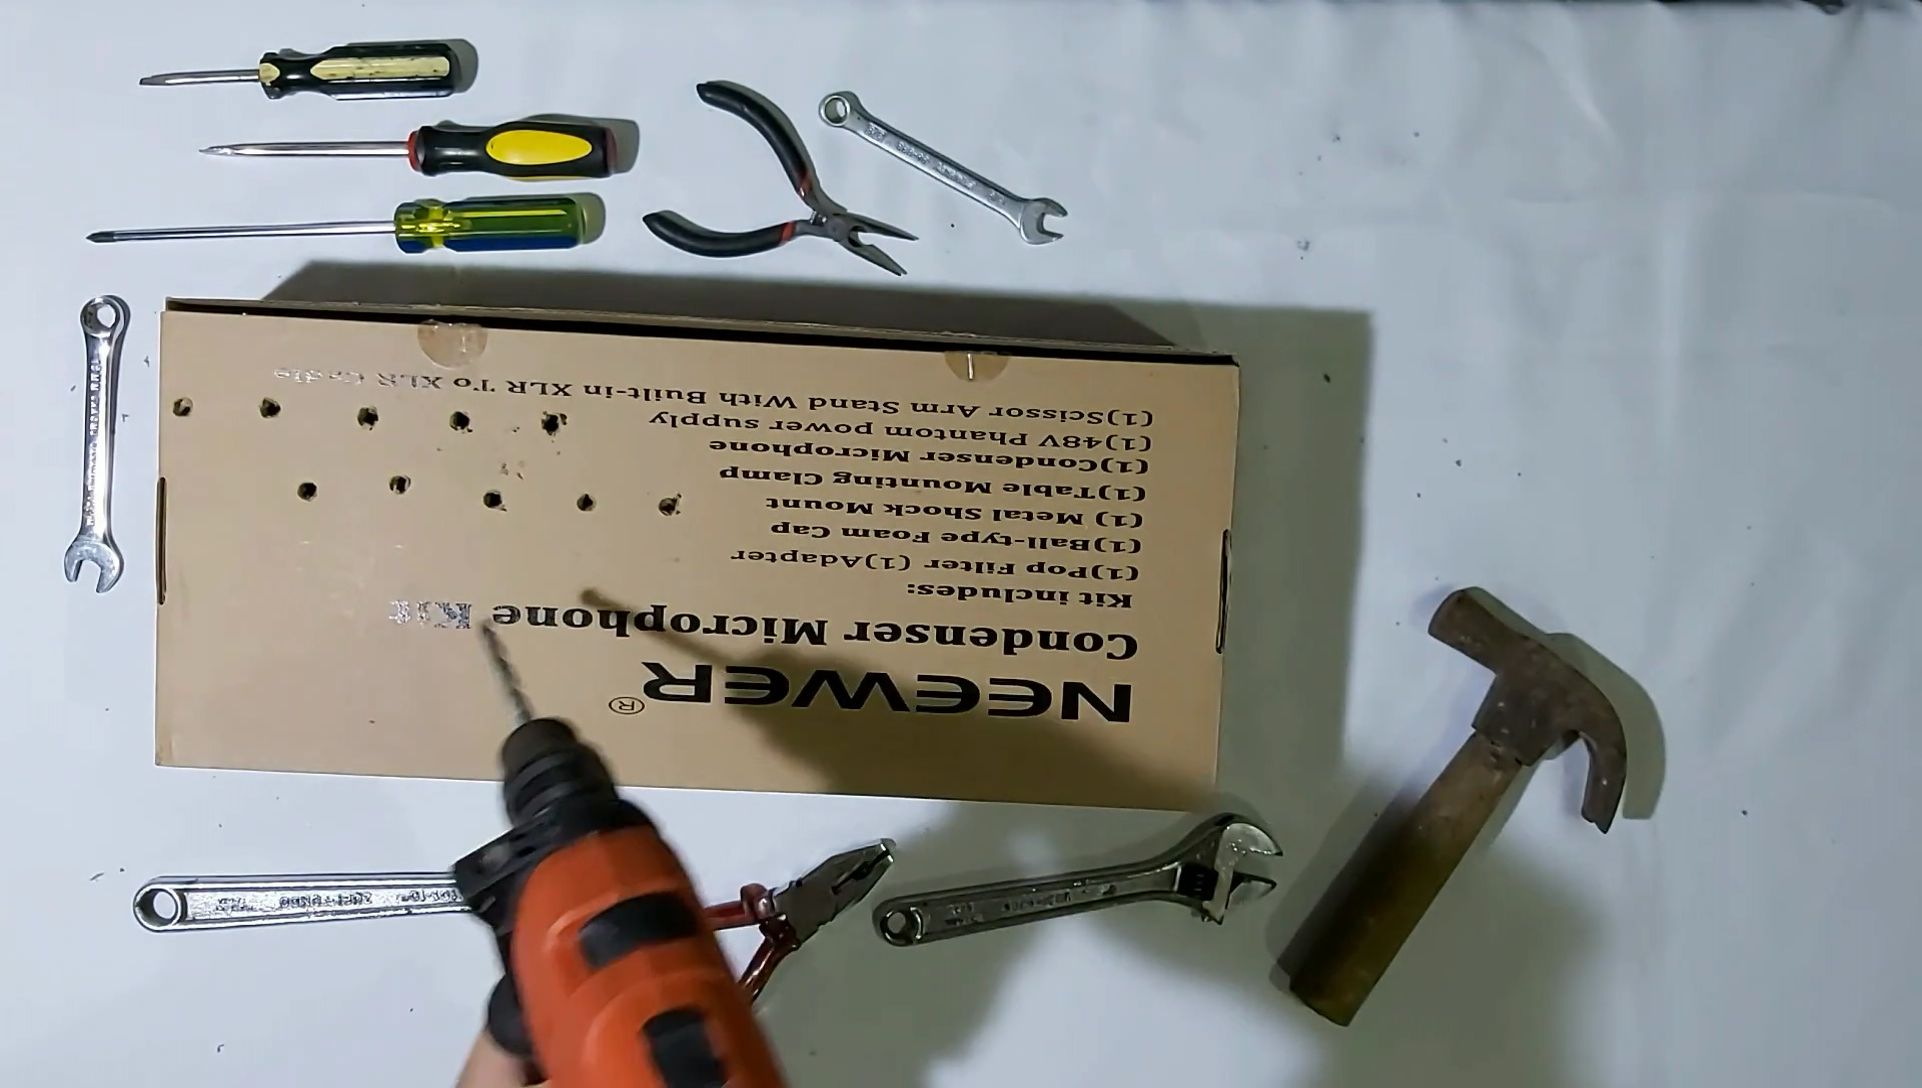 NEEWER®
Condenser Microphone Kit
Kit includes:
(1)Pop Filter (1)Adapter
(1)Ball-type Foam Cap
(1) Metal Shock Mount
(1)Table Mounting Clamp
(1)Condenser Microphone
(1)48V Phantom power supply
(1)Scissor Arm Stand With Built-in XLR To XLR Cable